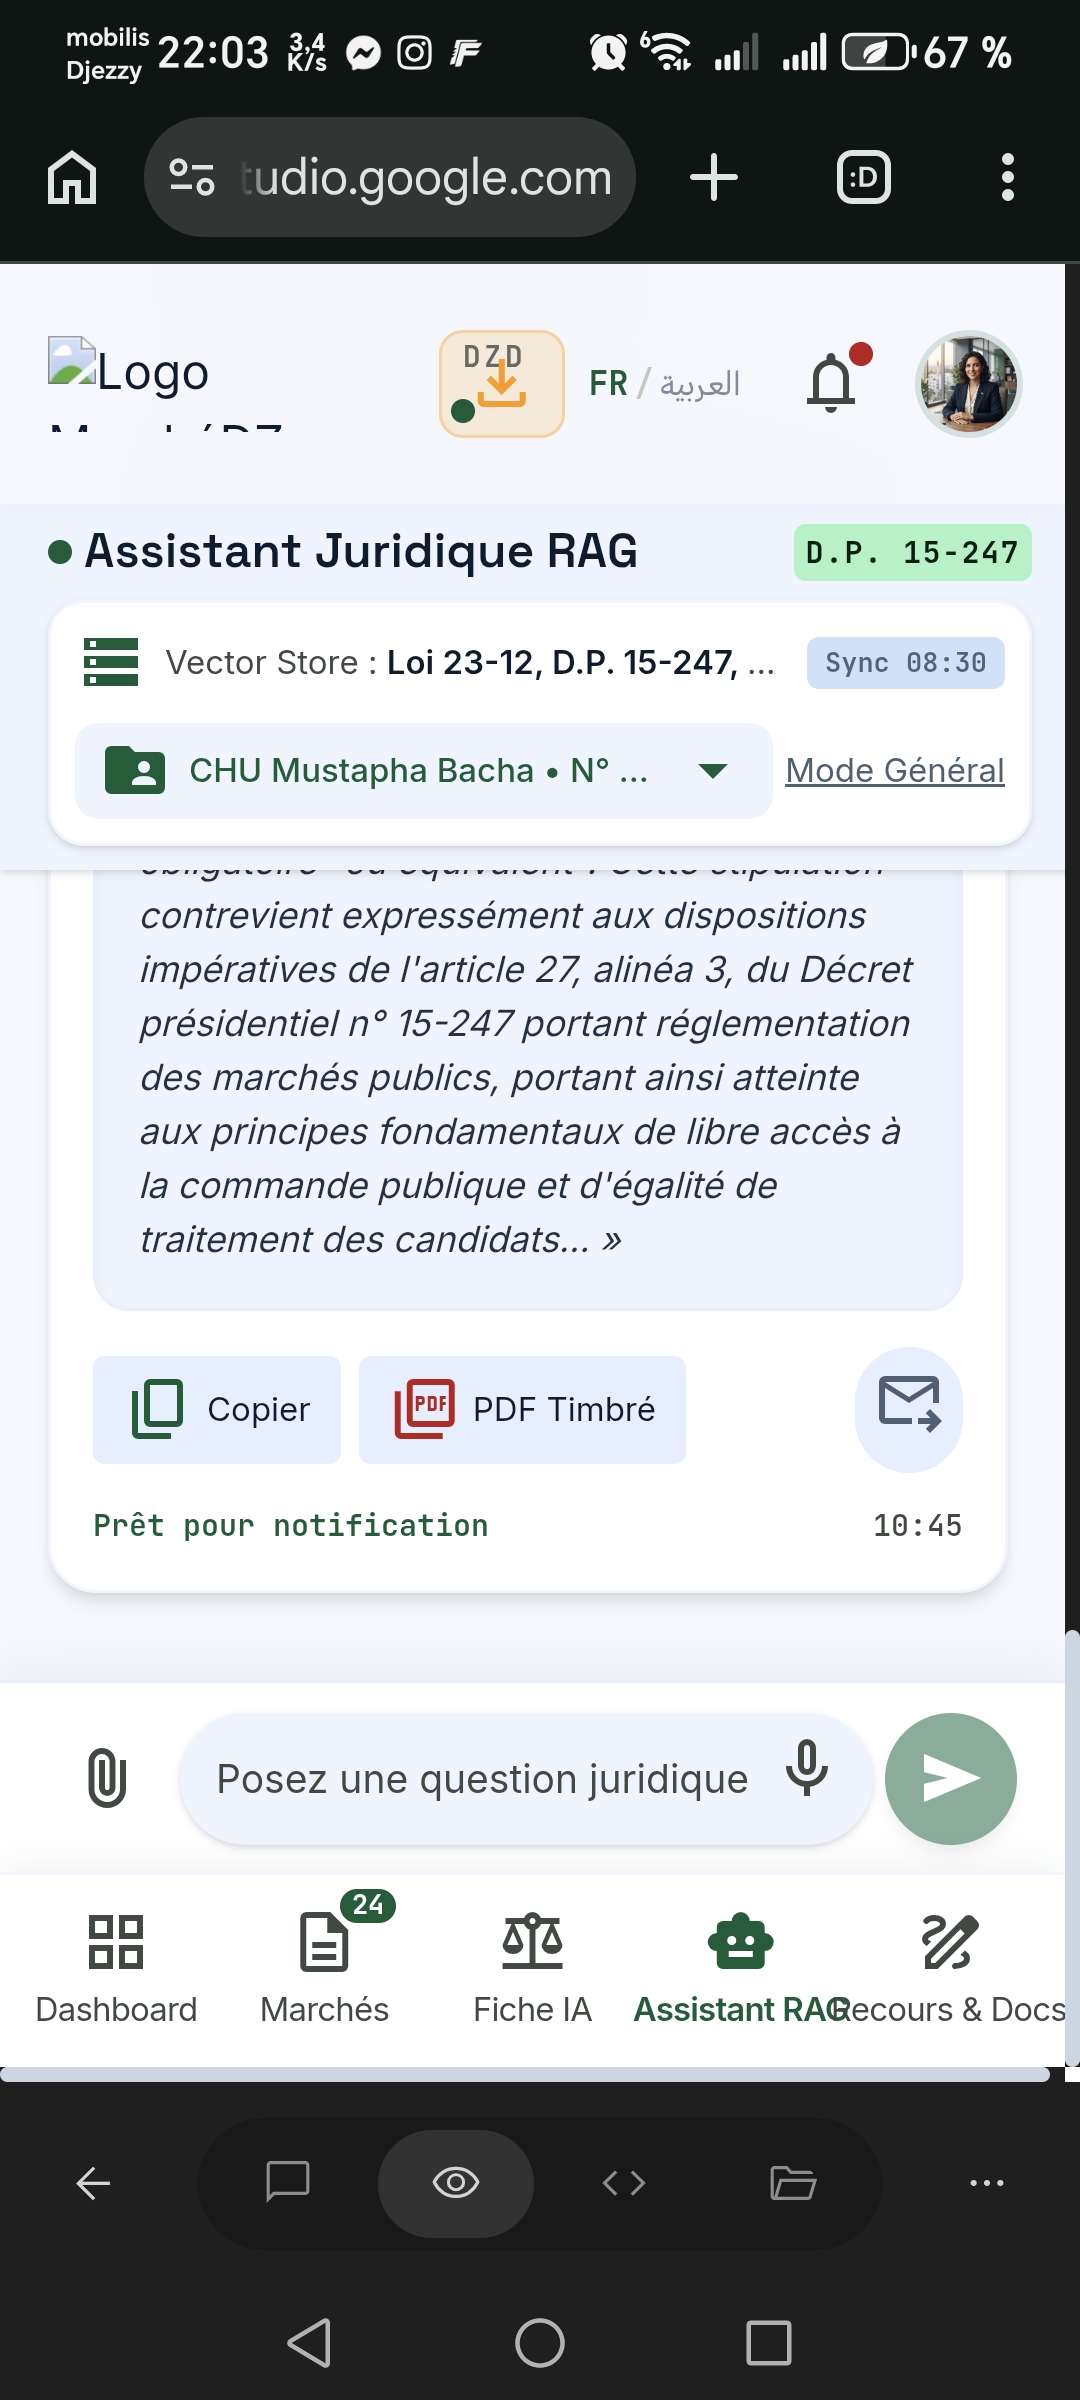 mobilis
Djezzy
22:03
3,4
K/s
6
67 %
tudio.google.com
:D
Logo
DZD
FR / العربية
Assistant Juridique RAG
D.P. 15-247
Vector Store : Loi 23-12, D.P. 15-247, ...
Sync 08:30
CHU Mustapha Bacha • N° ...
Mode Général
contrevient expressément aux dispositions
impératives de l'article 27, alinéa 3, du Décret
présidentiel n° 15-247 portant réglementation
des marchés publics, portant ainsi atteinte
aux principes fondamentaux de libre accès à
la commande publique et d'égalité de
traitement des candidats... »
Copier
PDF
PDF Timbré
Prêt pour notification
10:45
Posez une question juridique
24
Dashboard
Marchés
Fiche IA
Assistant RAG
Recours & Docs